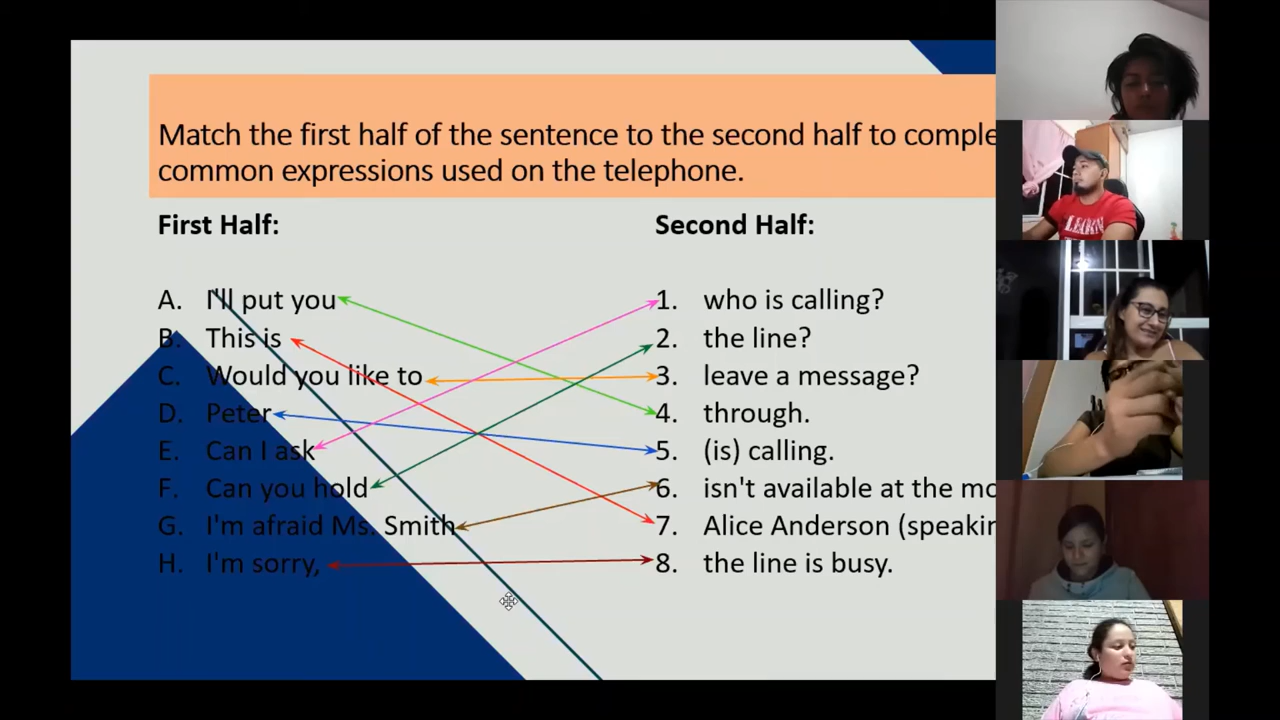 Match the first half of the sentence to the second half to comple
common expressions used on the telephone.
First Half:
A. I'll put you
B. This is
C. Would you like to
D. Peter
E. Can I ask
F. Can you hold
G. I'm afraid Ms. Smith
H. I'm sorry,
Second Half:
1. who is calling?
2. the line?
3. leave a message?
4. through.
5. (is) calling.
6. isn't available at the mo
7. Alice Anderson (speakin
8. the line is busy.
LEARN